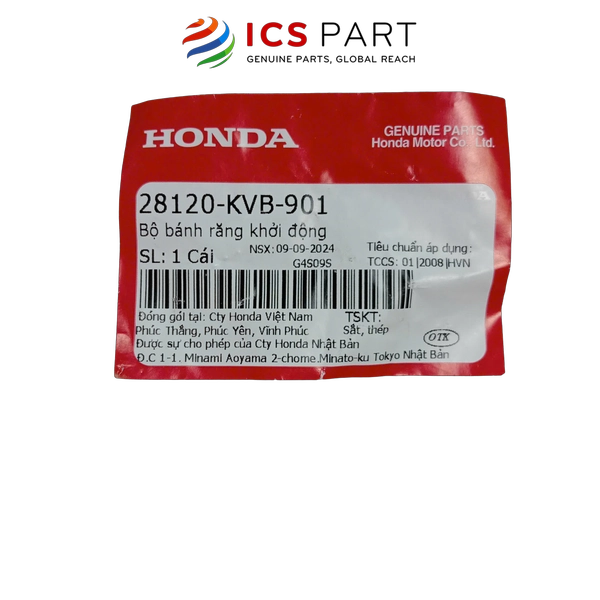 ICS PART
GENUINE PARTS, GLOBAL REACH
HONDA
GENUINE PARTS
Honda Motor Co., Ltd.
28120-KVB-901
Bộ bánh răng khởi động
NSX: 09-09-2024
Tiêu chuẩn áp dụng :
SL: 1 Cái
G4S09S
TCCS: 01|2008|HVN
Đóng gói tại: Cty Honda Việt Nam
TSKT:
Phúc Thắng, Phúc Yên, Vĩnh Phúc
Sắt, thép
Được sự cho phép của Cty Honda Nhật Bản
OTK
Đ.C 1-1. Minami Aoyama 2-chome.Minato-ku Tokyo Nhật Bản